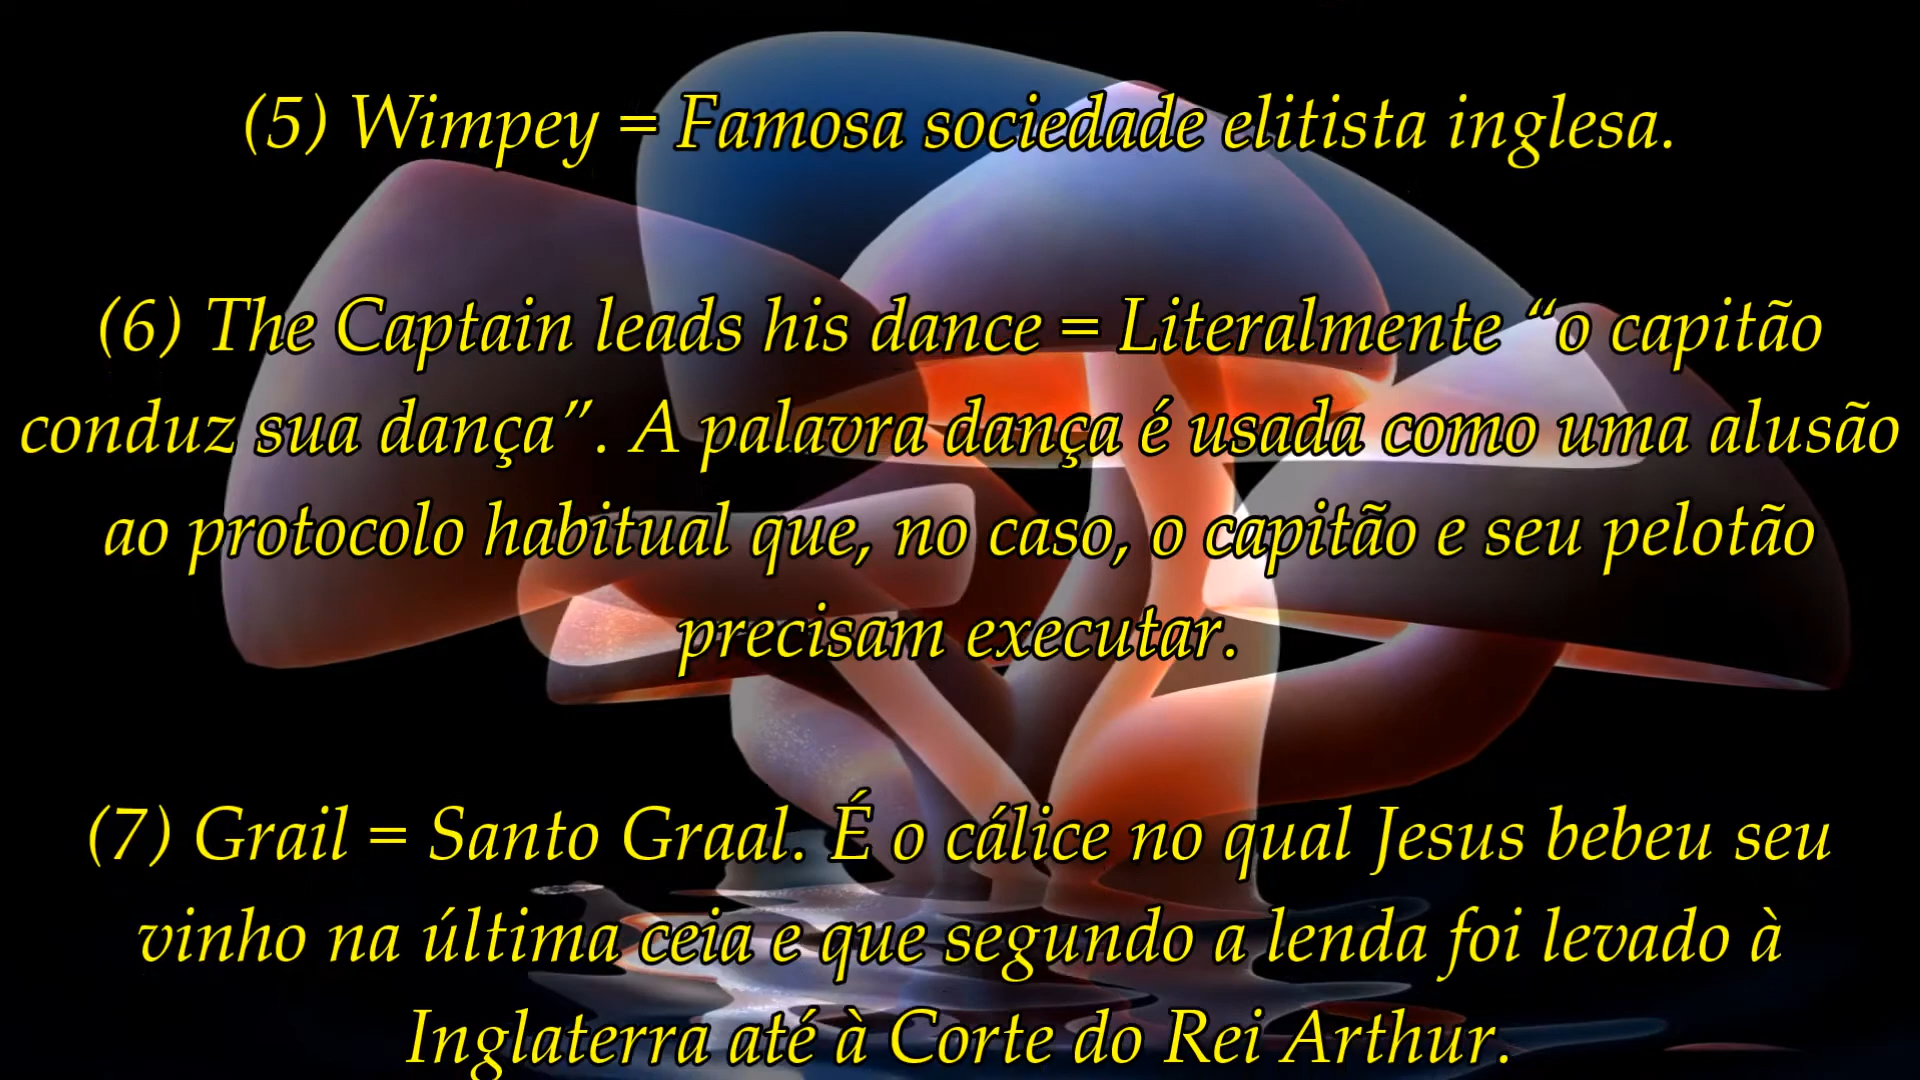 (5) Wimpey = Famosa sociedade elitista inglesa.
(6) The Captain leads his dance = Literalmente “o capitão
conduz sua dança”. A palavra dança é usada como uma alusão
ao protocolo habitual que, no caso, o capitão e seu pelotão
precisam executar.
(7) Grail = Santo Graal. É o cálice no qual Jesus bebeu seu
vinho na última ceia e que segundo a lenda foi levado à
Inglaterra até à Corte do Rei Arthur.